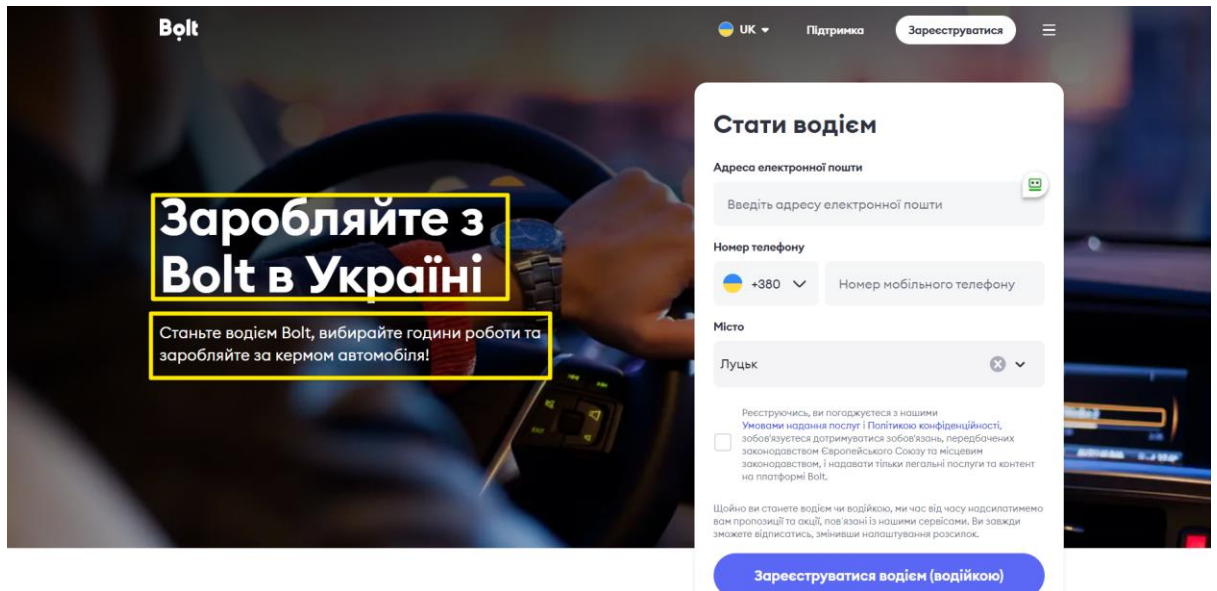 Bolt
UK
Підтримка
Зареєструватися
Заробляйте з
Bolt в Україні
Станьте водієм Bolt, вибирайте години роботи та
заробляйте за кермом автомобіля!
Стати водієм
Адреса електронної пошти
Введіть адресу електронної пошти
Номер телефону
+380
Номер мобільного телефону
Місто
Луцьк
Реєструючись, ви погоджуєтеся з нашими
Умовами надання послуг і Політикою конфіденційності,
зобов'язуєтеся дотримуватися зобов'язань, передбачених
законодавством Європейського Союзу та місцевим
законодавством, і надавати тільки легальні послуги та контент
на платформі Bolt.
Щойно ви станете водієм чи водійкою, ми час від часу надсилатимемо
вам пропозиції та акції, пов'язані із нашими сервісами. Ви завжди
зможете відписатись, змінивши налаштування розсилок.
Зареєструватися водієм (водійкою)